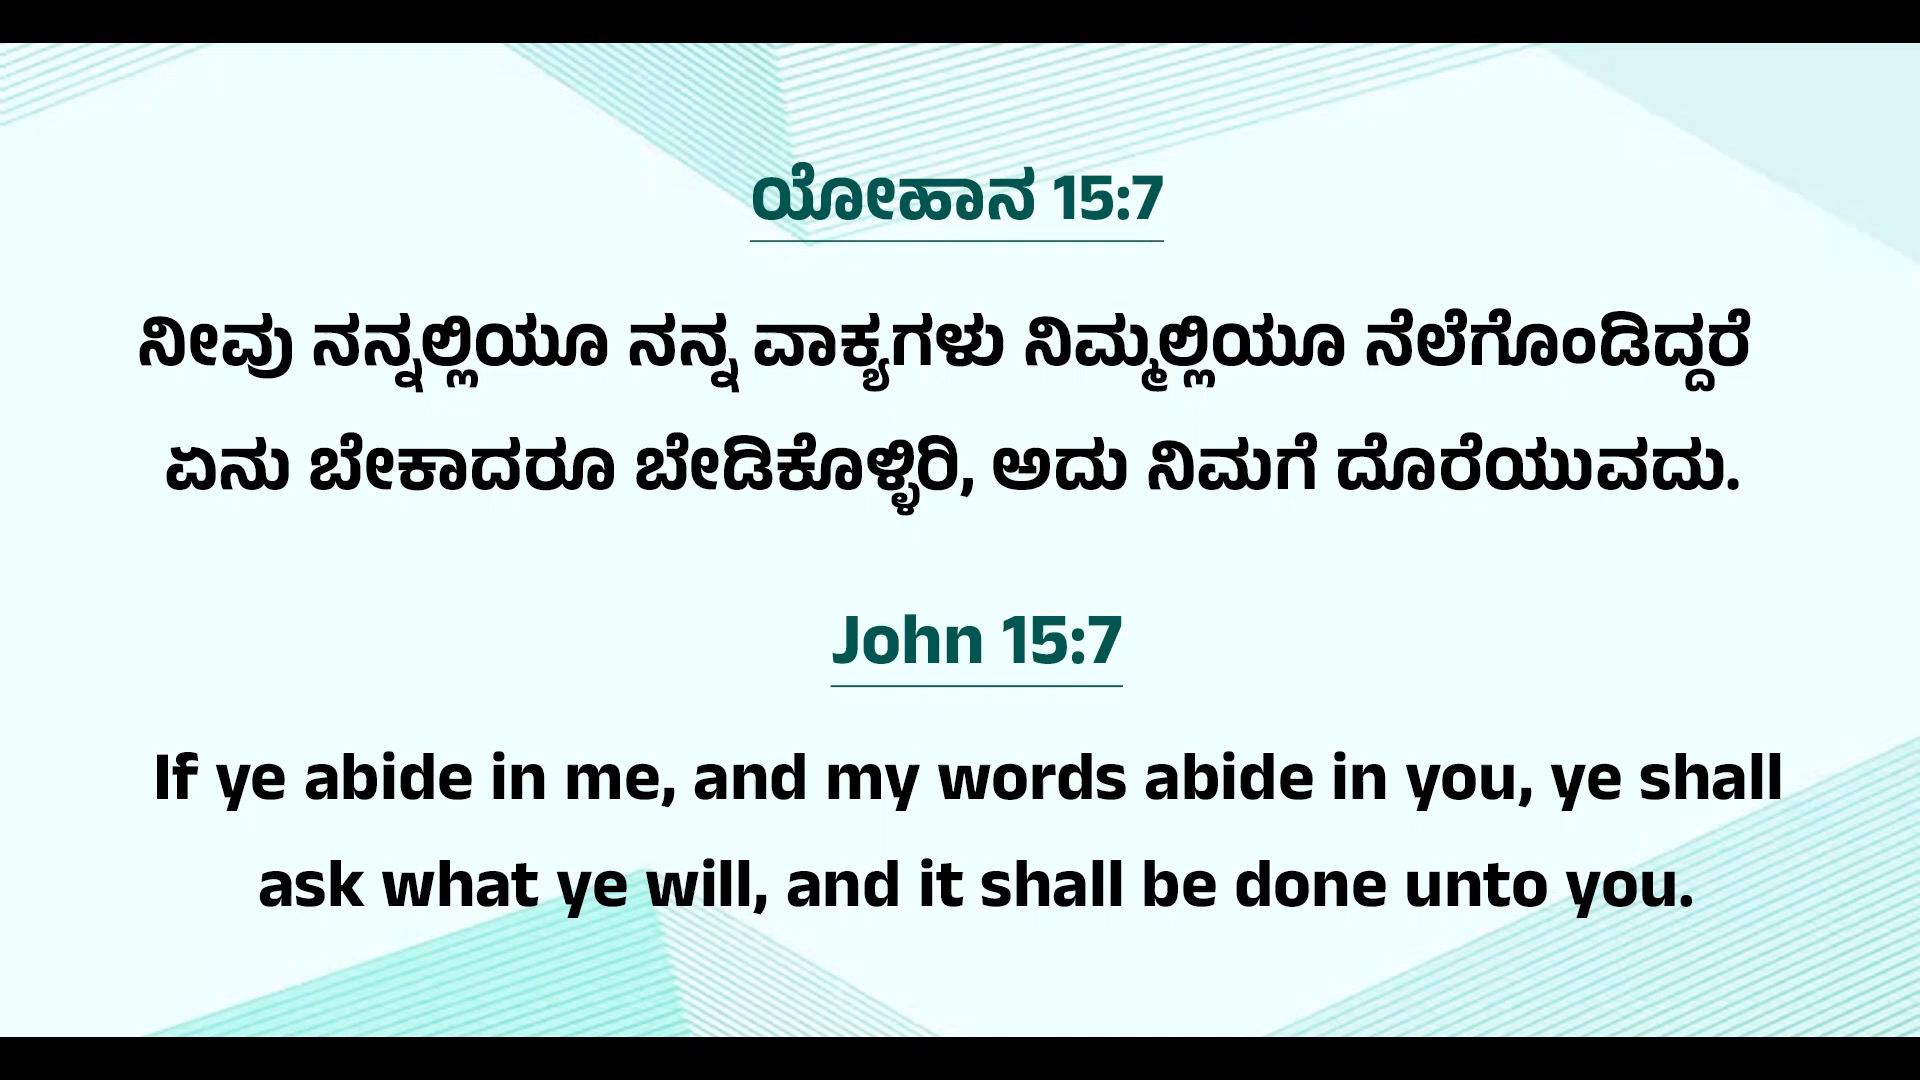 ಯೋಹಾನ 15:7
ನೀವು ನನ್ನಲ್ಲಿಯೂ ನನ್ನ ವಾಕ್ಯಗಳು ನಿಮ್ಮಲ್ಲಿಯೂ ನೆಲೆಗೊಂಡಿದ್ದರೆ
ಏನು ಬೇಕಾದರೂ ಬೇಡಿಕೊಳ್ಳಿರಿ, ಅದು ನಿಮಗೆ ದೊರೆಯುವದು.
John 15:7
If ye abide in me, and my words abide in you, ye shall
ask what ye will, and it shall be done unto you.